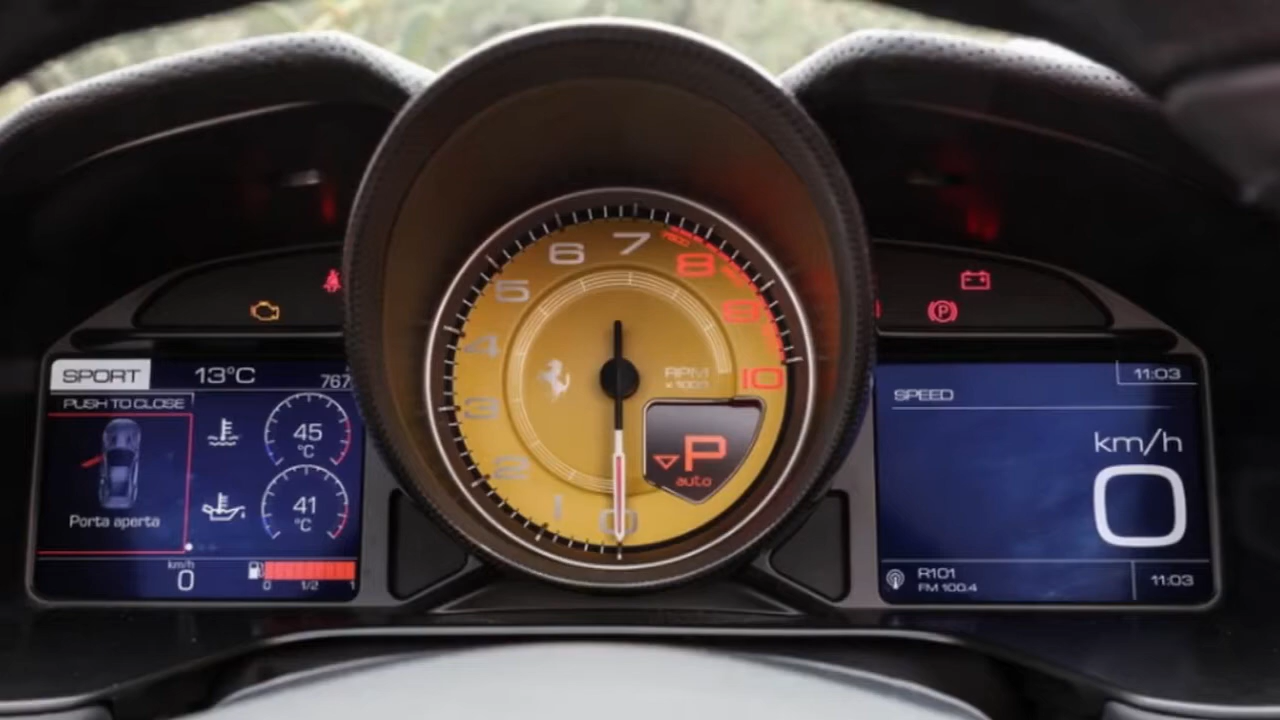 SPORT
13°C
767
PUSH TO CLOSE
45
°C
41
°C
Porta aperta
km/h
0
0 1/2 1
0
1
2
3
4
5
6
7
8
9
10
RPM
x 1000
P
auto
P
SPEED
11:03
km/h
0
R101
FM 100.4
11:03